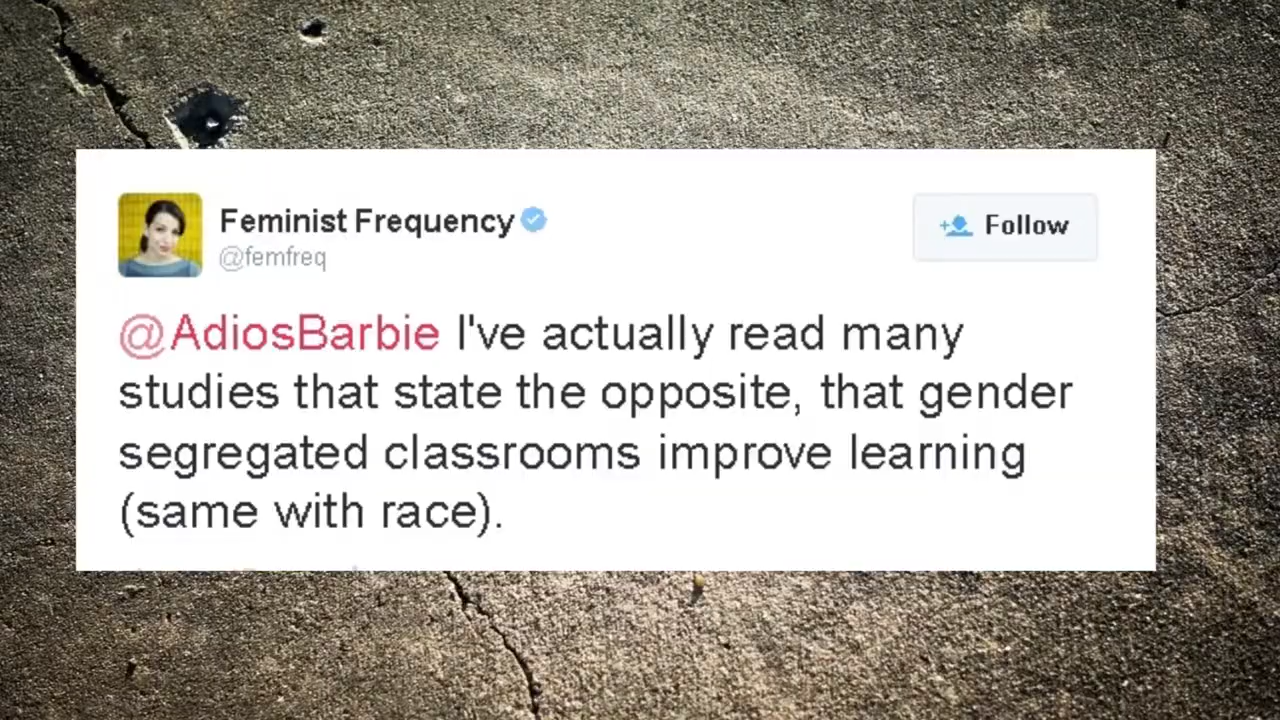 Feminist Frequency
@femfreq
Follow
@AdiosBarbie I've actually read many
studies that state the opposite, that gender
segregated classrooms improve learning
(same with race).